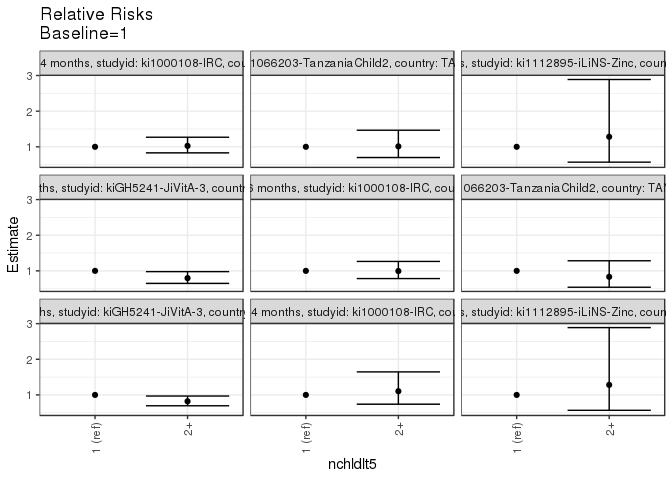 Relative Risks
Baseline=1
4 months, studyid: ki1000108-IRC, cou
1066203-TanzaniaChild2, country: TA
s, studyid: ki1112895-iLiNS-Zinc, coun
3
2
1
ths, studyid: kiGH5241-JiVitA-3, countr
6 months, studyid: ki1000108-IRC, cou
066203-TanzaniaChild2, country: TA
3
2
1
hs, studyid: kiGH5241-JiVitA-3, country
4 months, studyid: ki1000108-IRC, cou
s, studyid: ki1112895-iLiNS-Zinc, coun
3
2
1
Estimate
1 (ref)
2+
1 (ref)
2+
1 (ref)
2+
nchldlt5